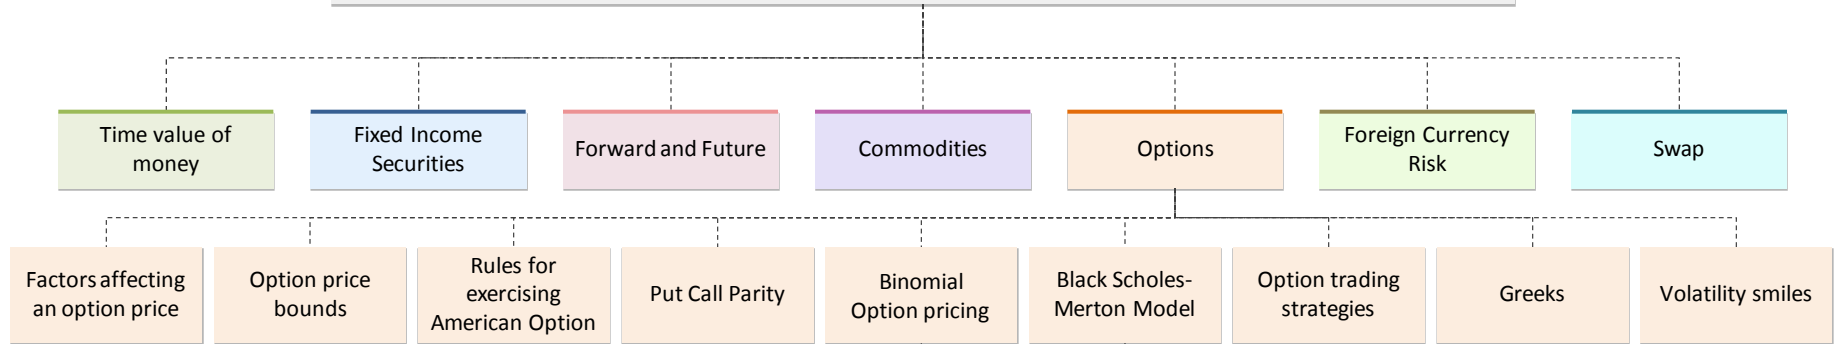 Time value of
money
Fixed Income
Securities
Forward and Future
Commodities
Options
Foreign Currency
Risk
Swap
Factors affecting
an option price
Option price
bounds
Rules for
exercising
American Option
Put Call Parity
Binomial
Option pricing
Black Scholes-
Merton Model
Option trading
strategies
Greeks
Volatility smiles